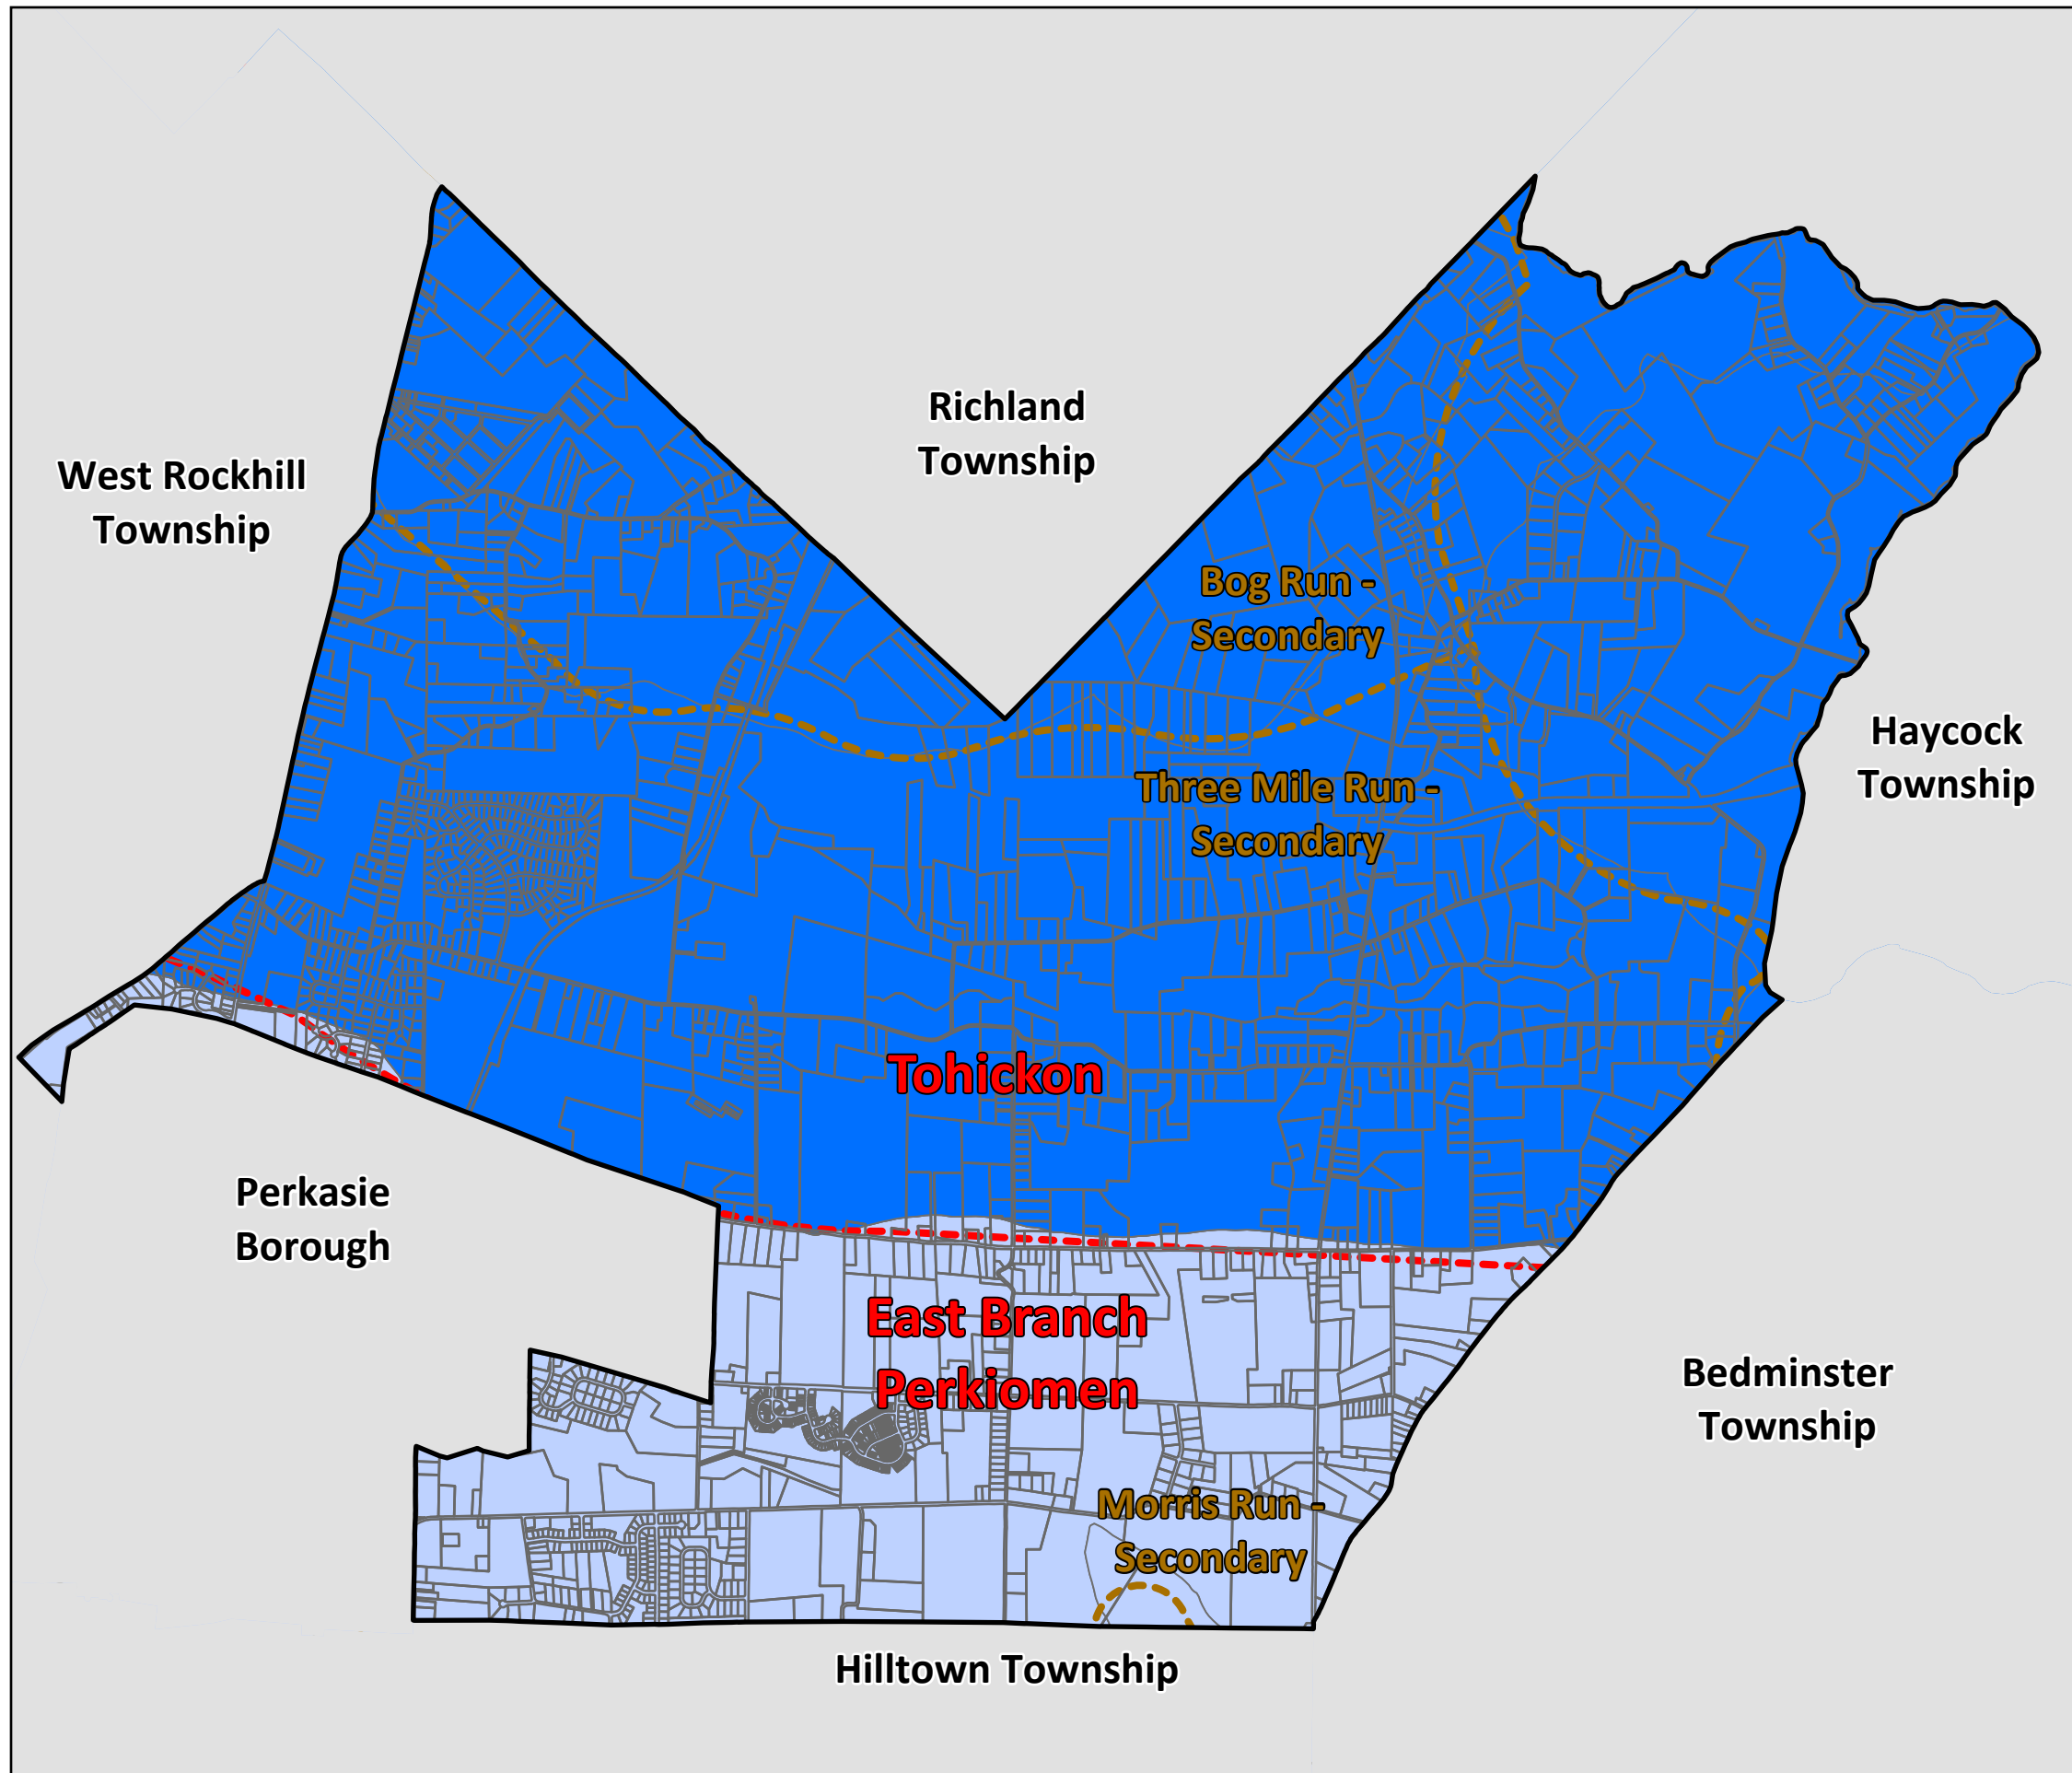 Richland
Township
West Rockhill
Township
Bog Run -
Secondary
Haycock
Township
Three Mile Run -
Secondary
Tohickon
Perkasie
Borough
East Branch
Perkiomen
Bedminster
Township
Morris Run -
Secondary
Hilltown Township